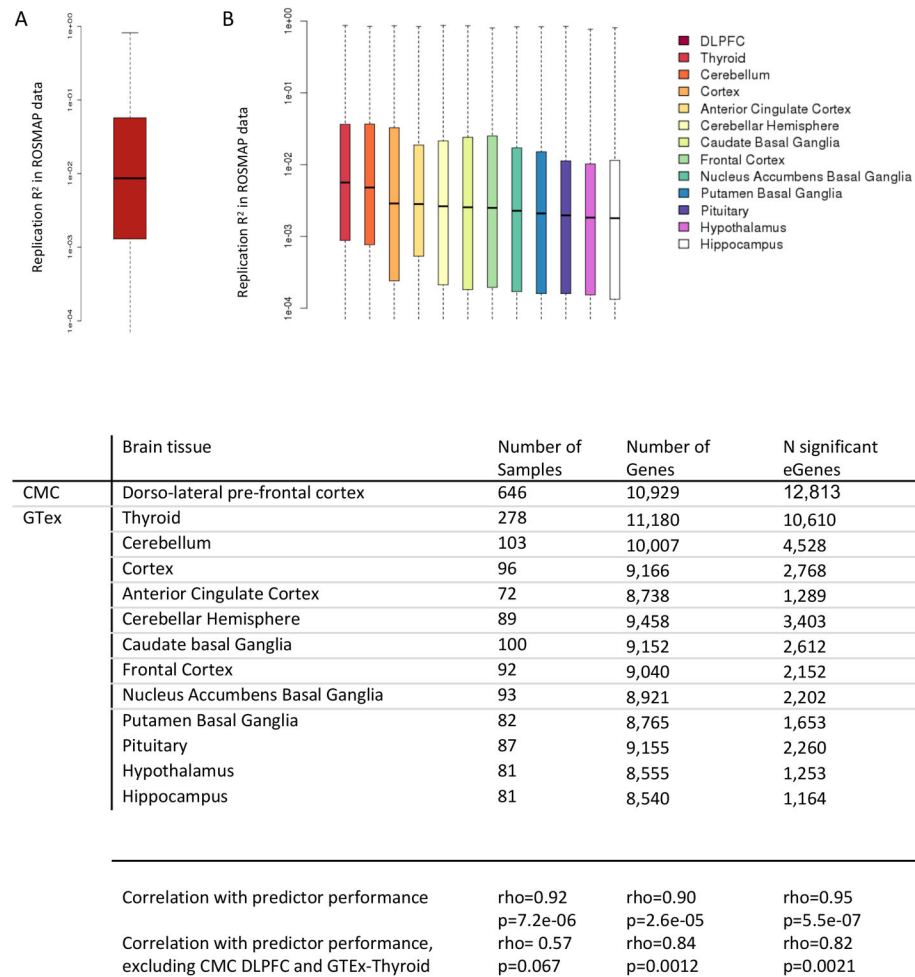 A
B
Replication R² in ROSMAP data
1e+00
1e-01
1e-02
1e-03
1e-04
Replication R² in ROSMAP data
1e+00
1e-01
1e-02
1e-03
1e-04
DLPFC
Thyroid
Cerebellum
Cortex
Anterior Cingulate Cortex
Cerebellar Hemisphere
Caudate Basal Ganglia
Frontal Cortex
Nucleus Accumbens Basal Ganglia
Putamen Basal Ganglia
Pituitary
Hypothalamus
Hippocampus
Brain tissue Number of Samples Number of Genes N significant eGenes
CMC Dorso-lateral pre-frontal cortex 646 10,929 12,813
GTex Thyroid 278 11,180 10,610
Cerebellum 103 10,007 4,528
Cortex 96 9,166 2,768
Anterior Cingulate Cortex 72 8,738 1,289
Cerebellar Hemisphere 89 9,458 3,403
Caudate basal Ganglia 100 9,152 2,612
Frontal Cortex 92 9,040 2,152
Nucleus Accumbens Basal Ganglia 93 8,921 2,202
Putamen Basal Ganglia 82 8,765 1,653
Pituitary 87 9,155 2,260
Hypothalamus 81 8,555 1,253
Hippocampus 81 8,540 1,164
Correlation with predictor performance rho=0.92 rho=0.90 rho=0.95
p=7.2e-06 p=2.6e-05 p=5.5e-07
Correlation with predictor performance, rho= 0.57 rho=0.84 rho=0.82
excluding CMC DLPFC and GTEx-Thyroid p=0.067 p=0.0012 p=0.0021